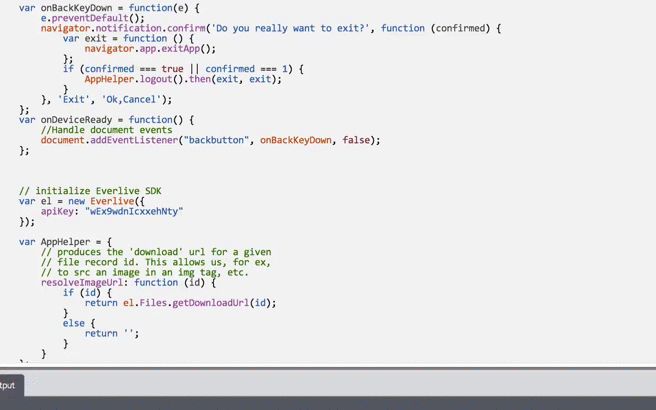 var onBackKeyDown = function(e) {
e.preventDefault();
navigator.notification.confirm('Do you really want to exit?', function (confirmed) {
var exit = function () {
navigator.app.exitApp();
};
if (confirmed === true || confirmed === 1) {
AppHelper.logout().then(exit, exit);
}
}, 'Exit', 'Ok,Cancel');
};
var onDeviceReady = function() {
//Handle document events
document.addEventListener("backbutton", onBackKeyDown, false);
};
// initialize Everlive SDK
var el = new Everlive({
apiKey: "wEx9wdnIcxxehNty"
});
var AppHelper = {
// produces the 'download' url for a given
// file record id. This allows us, for ex,
// to src an image in an img tag, etc.
resolveImageUrl: function (id) {
if (id) {
return el.Files.getDownloadUrl(id);
}
else {
return '';
}
}
tput